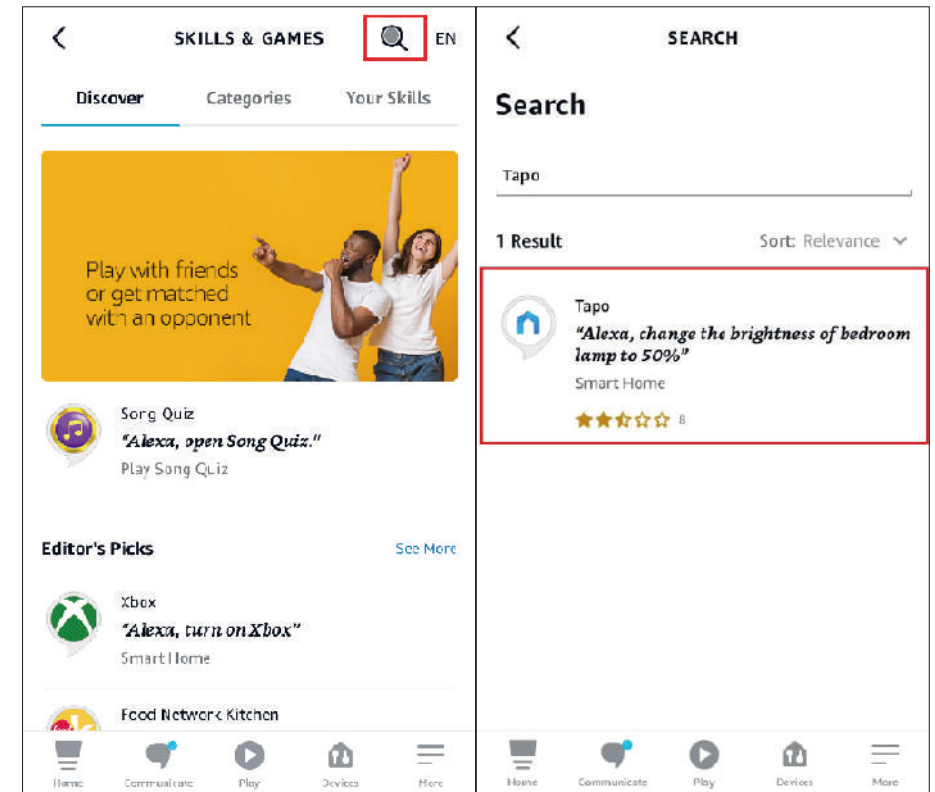 SKILLS & GAMES
EN
Discover
Categories
Your Skills
Play with friends
or get matched
with an opponent
Song Quiz
"Alexa, open Song Quiz."
Play Song Quiz
Editor's Picks
See More
Xbox
"Alexa, turn on Xbox"
Smart Home
Food Network Kitchen
Home
Communicate
Play
Devices
More
SEARCH
Search
Tapo
1 Result
Sort: Relevance
Tapo
"Alexa, change the brightness of bedroom
lamp to 50%"
Smart Home
8
Home
Communicate
Play
Devices
More